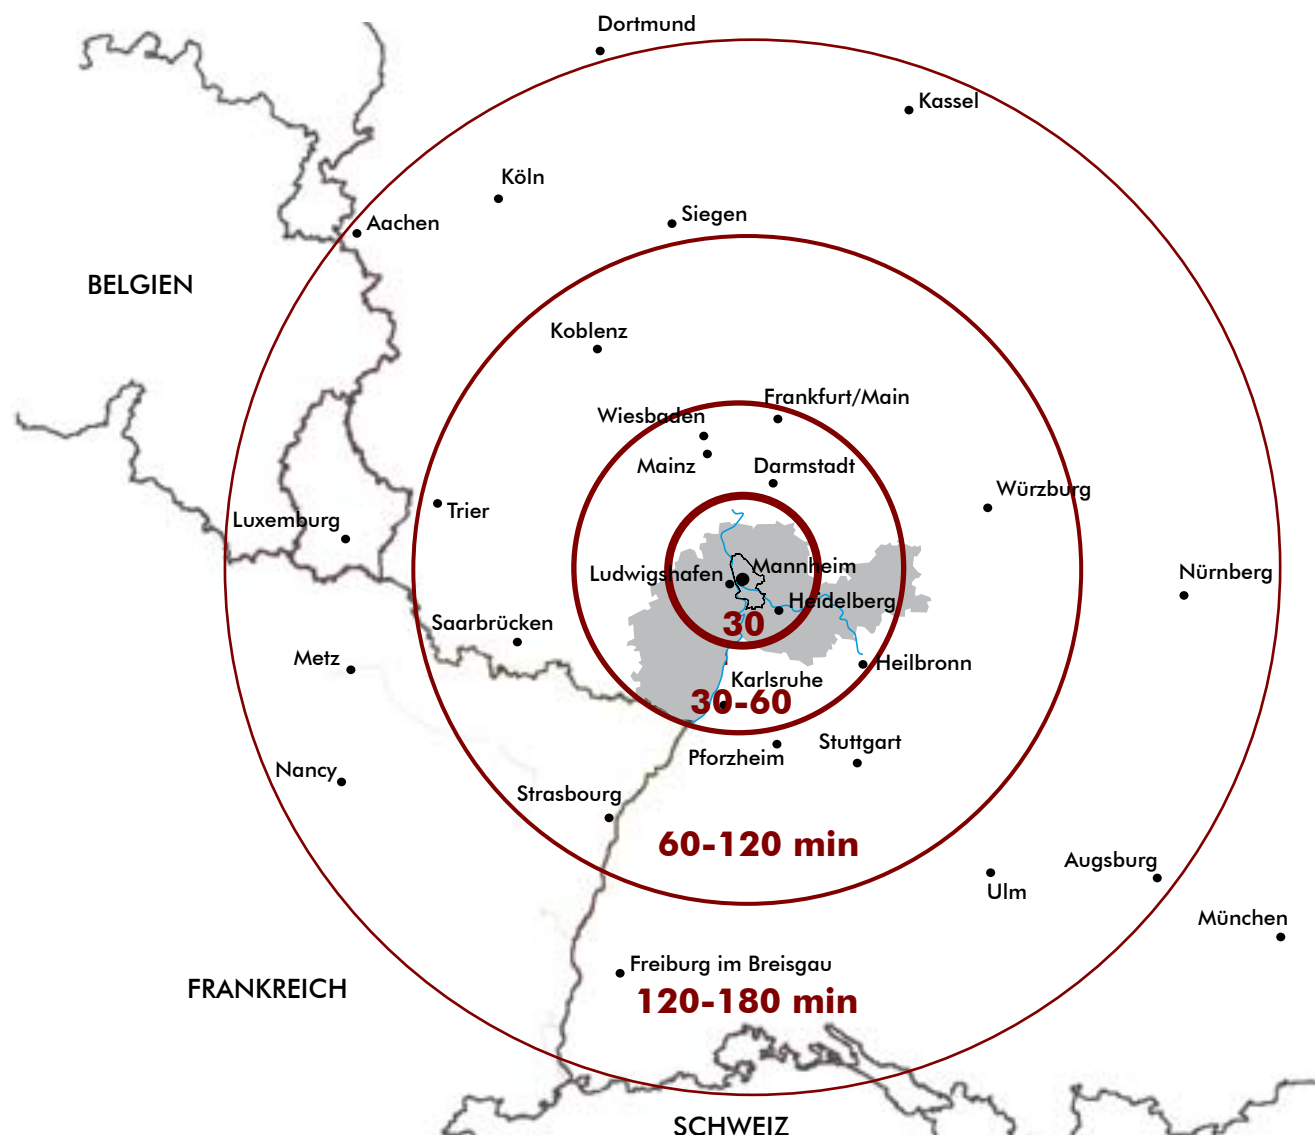 Dortmund
Kassel
Köln
Siegen
Aachen
BELGIEN
Koblenz
Frankfurt/Main
Wiesbaden
Mainz
Darmstadt
Würzburg
Trier
Luxemburg
Mannheim
Ludwigshafen
Nürnberg
Heidelberg
30
Saarbrücken
Metz
Heilbronn
Karlsruhe
30-60
Stuttgart
Pforzheim
Nancy
Strasbourg
60-120 min
Augsburg
Ulm
München
Freiburg im Breisgau
FRANKREICH
120-180 min
SCHWEIZ